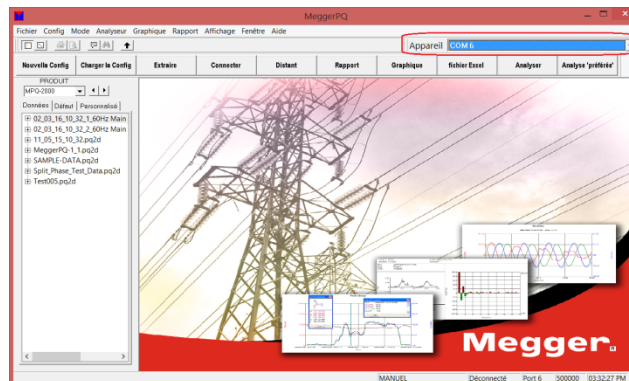 MeggerPQ
Fichier Config Mode Analyseur Graphique Rapport Affichage Fenêtre Aide
Appareil COM 6
Nouvelle Config Charger la Config Extraire Connecter Distant Rapport Graphique fichier Excel Analyser Analyse 'préférée'
PRODUIT
MPQ-2000
Données Défaut Personnalisé
02_03_16_10_32_1_60Hz Main
02_03_16_10_32_2_60Hz Main
11_05_15_10_32.pq2d
MeggerPQ-1_1.pq2d
SAMPLE-DATA.pq2d
Split_Phase_Test_Data.pq2d
Test005.pq2d
Megger
MANUEL Déconnecté Port 6 500000 03:32:27 PM